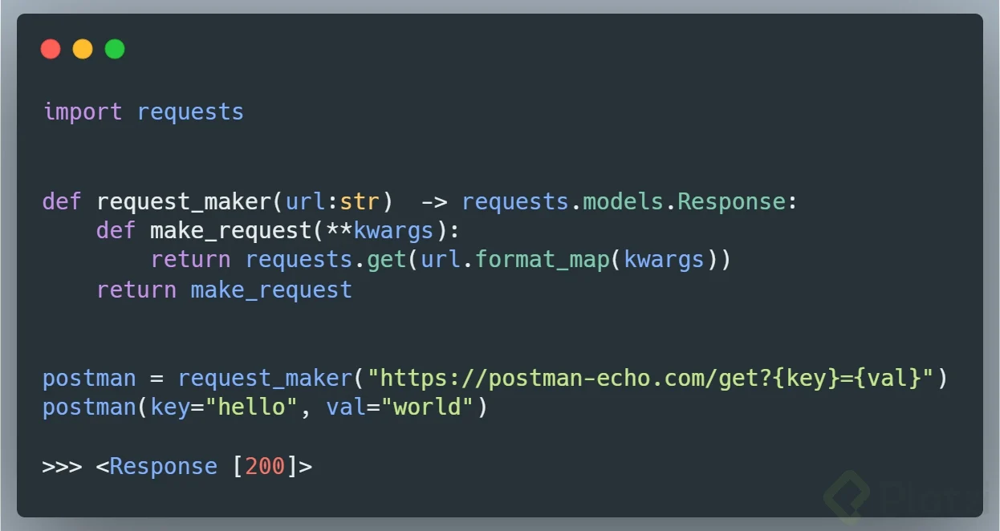 import requests
def request_maker(url:str)  -> requests.models.Response:
    def make_request(**kwargs):
        return requests.get(url.format_map(kwargs))
    return make_request
postman = request_maker("https://postman-echo.com/get?{key}={val}")
postman(key="hello", val="world")
>>> <Response [200]>